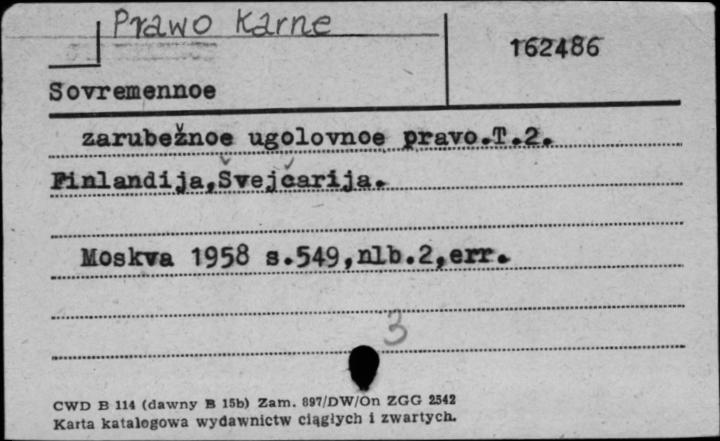 Prawo Karne
162486
Sovremennoe
zarubežnoe ugolovnoe pravo.T.2.
Finlandija,Švejćarija.
Moskva 1958 s.549,nlb.2,err.
3
CWD B 114 (dawny B 15b) Zam. 897/DW/On ZGG 2542
Karta katalogowa wydawnictw ciągłych i zwartych.